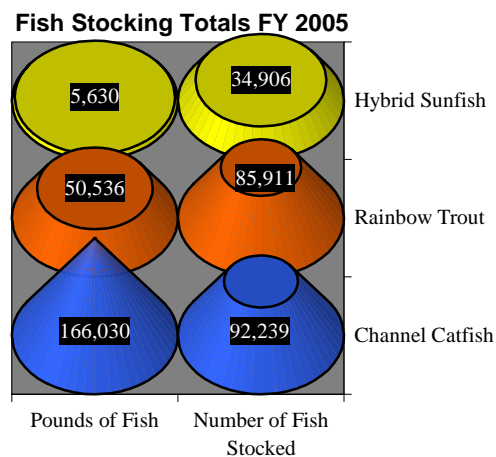 Fish Stocking Totals FY 2005
5,630
34,906
Hybrid Sunfish
50,536
85,911
Rainbow Trout
166,030
92,239
Channel Catfish
Pounds of Fish
Number of Fish
Stocked